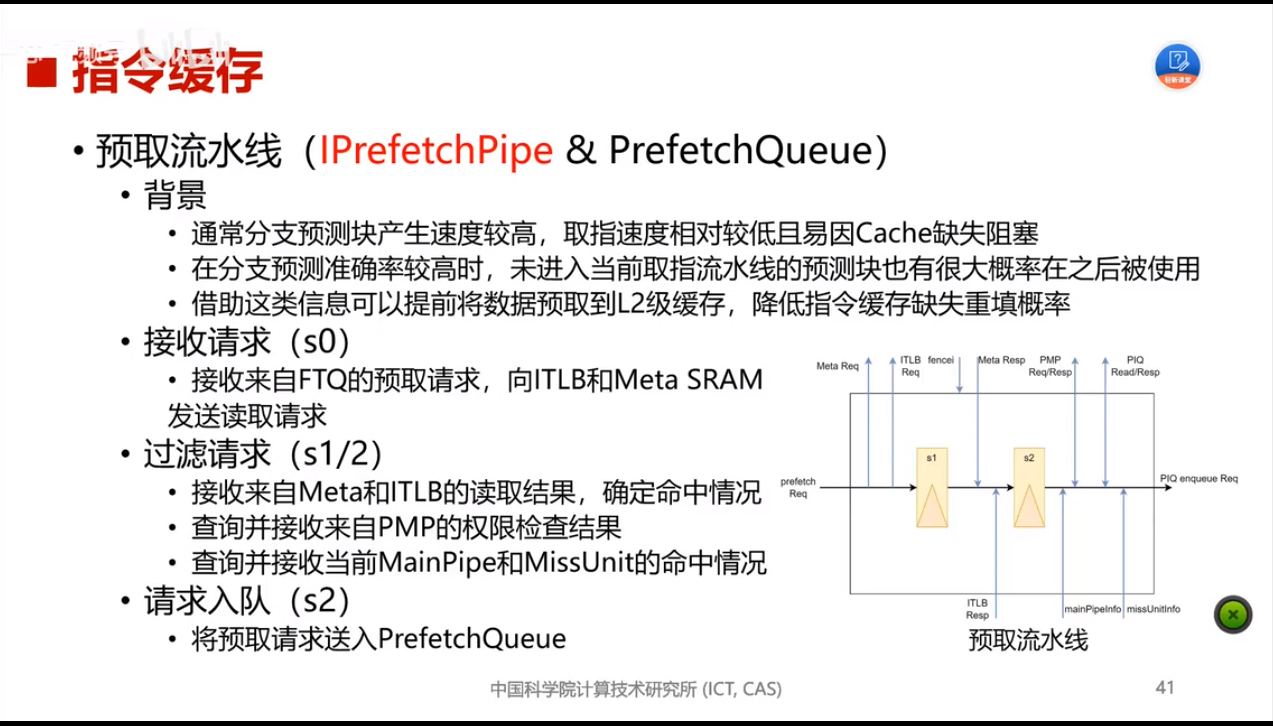 指令缓存
轻新课堂
• 预取流水线（IPrefetchPipe & PrefetchQueue）
• 背景
• 通常分支预测块产生速度较高，取指速度相对较低且易因Cache缺失阻塞
• 在分支预测准确率较高时，未进入当前取指流水线的预测块也有很大概率在之后被使用
• 借助这类信息可以提前将数据预取到L2级缓存，降低指令缓存缺失重填概率
• 接收请求（s0）
• 接收来自FTQ的预取请求，向ITLB和Meta SRAM
发送读取请求
• 过滤请求（s1/2）
• 接收来自Meta和ITLB的读取结果，确定命中情况
• 查询并接收来自PMP的权限检查结果
• 查询并接收当前MainPipe和MissUnit的命中情况
• 请求入队（s2）
• 将预取请求送入PrefetchQueue
Meta Req
ITLB
Req
fencei
Meta Resp
PMP
Req/Resp
PIQ
Read/Resp
s1
s2
prefetch
Req
PIQ enqueue Req
ITLB
Resp
mainPipeInfo
missUnitInfo
预取流水线
中国科学院计算技术研究所 (ICT, CAS)
41